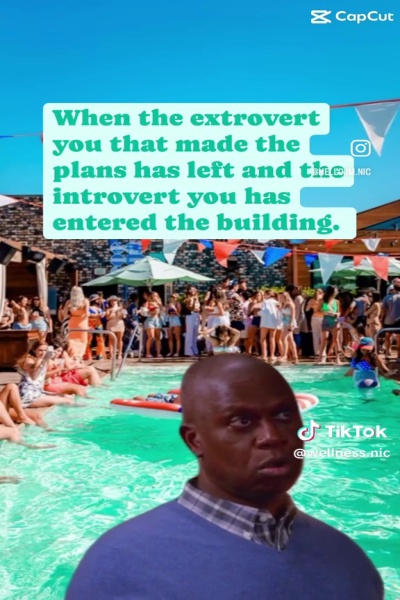 CapCut
When the extrovert
you that made the
plans has left and the
introvert you has
entered the building.
TikTok
@wellness.nic